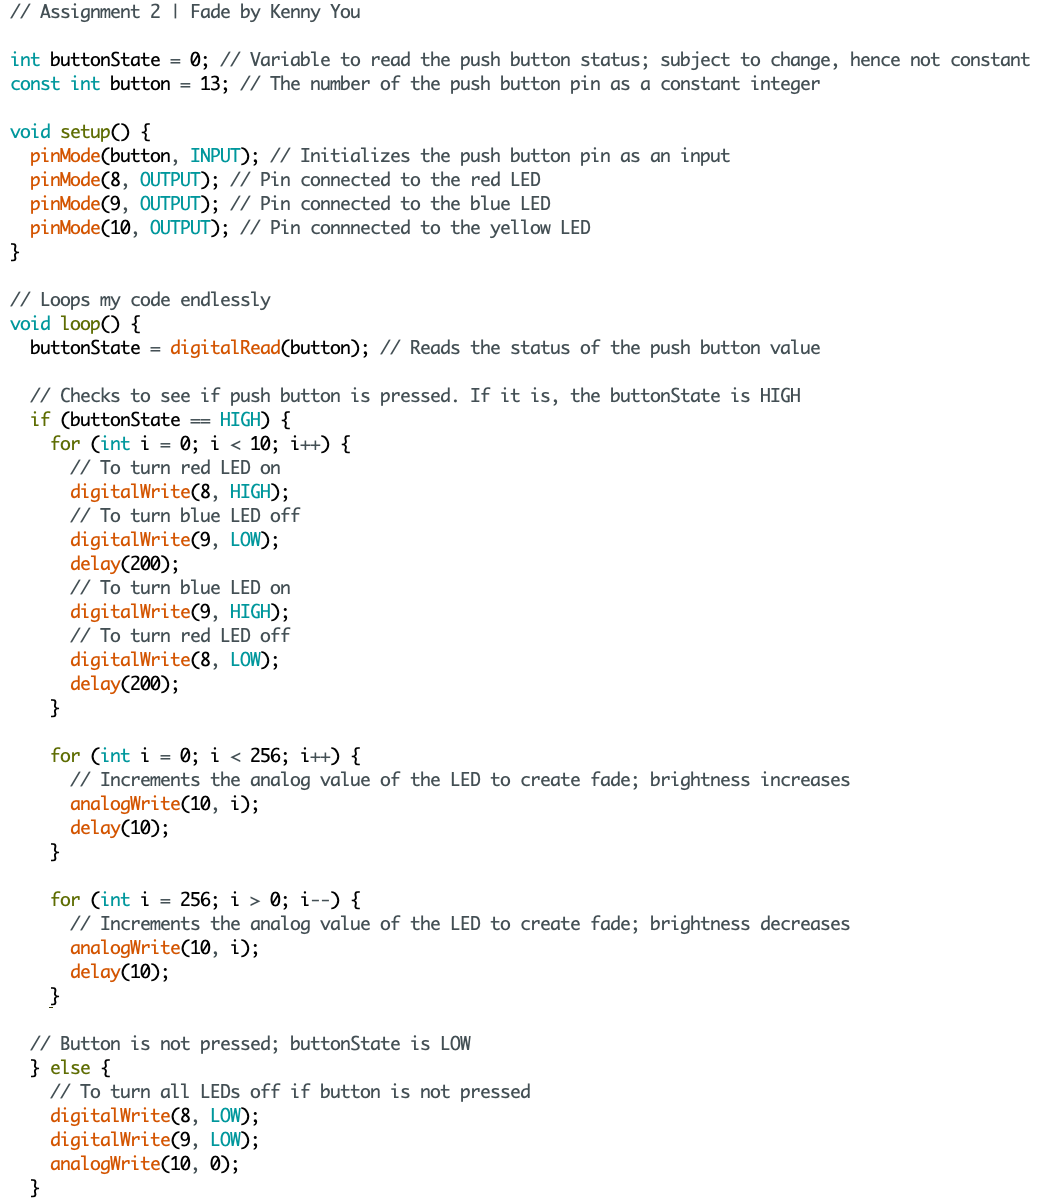 // Assignment 2 | Fade by Kenny You

int buttonState = 0; // Variable to read the push button status; subject to change, hence not constant
const int button = 13; // The number of the push button pin as a constant integer

void setup() {
  pinMode(button, INPUT); // Initializes the push button pin as an input
  pinMode(8, OUTPUT); // Pin connected to the red LED
  pinMode(9, OUTPUT); // Pin connected to the blue LED
  pinMode(10, OUTPUT); // Pin connnected to the yellow LED
}

// Loops my code endlessly
void loop() {
  buttonState = digitalRead(button); // Reads the status of the push button value

  // Checks to see if push button is pressed. If it is, the buttonState is HIGH
  if (buttonState == HIGH) {
    for (int i = 0; i < 10; i++) {
      // To turn red LED on
      digitalWrite(8, HIGH);
      // To turn blue LED off
      digitalWrite(9, LOW);
      delay(200);
      // To turn blue LED on
      digitalWrite(9, HIGH);
      // To turn red LED off
      digitalWrite(8, LOW);
      delay(200);
    }

    for (int i = 0; i < 256; i++) {
      // Increments the analog value of the LED to create fade; brightness increases
      analogWrite(10, i);
      delay(10);
    }

    for (int i = 256; i > 0; i--) {
      // Increments the analog value of the LED to create fade; brightness decreases
      analogWrite(10, i);
      delay(10);
    }

  // Button is not pressed; buttonState is LOW
  } else {
    // To turn all LEDs off if button is not pressed
    digitalWrite(8, LOW);
    digitalWrite(9, LOW);
    analogWrite(10, 0);
  }